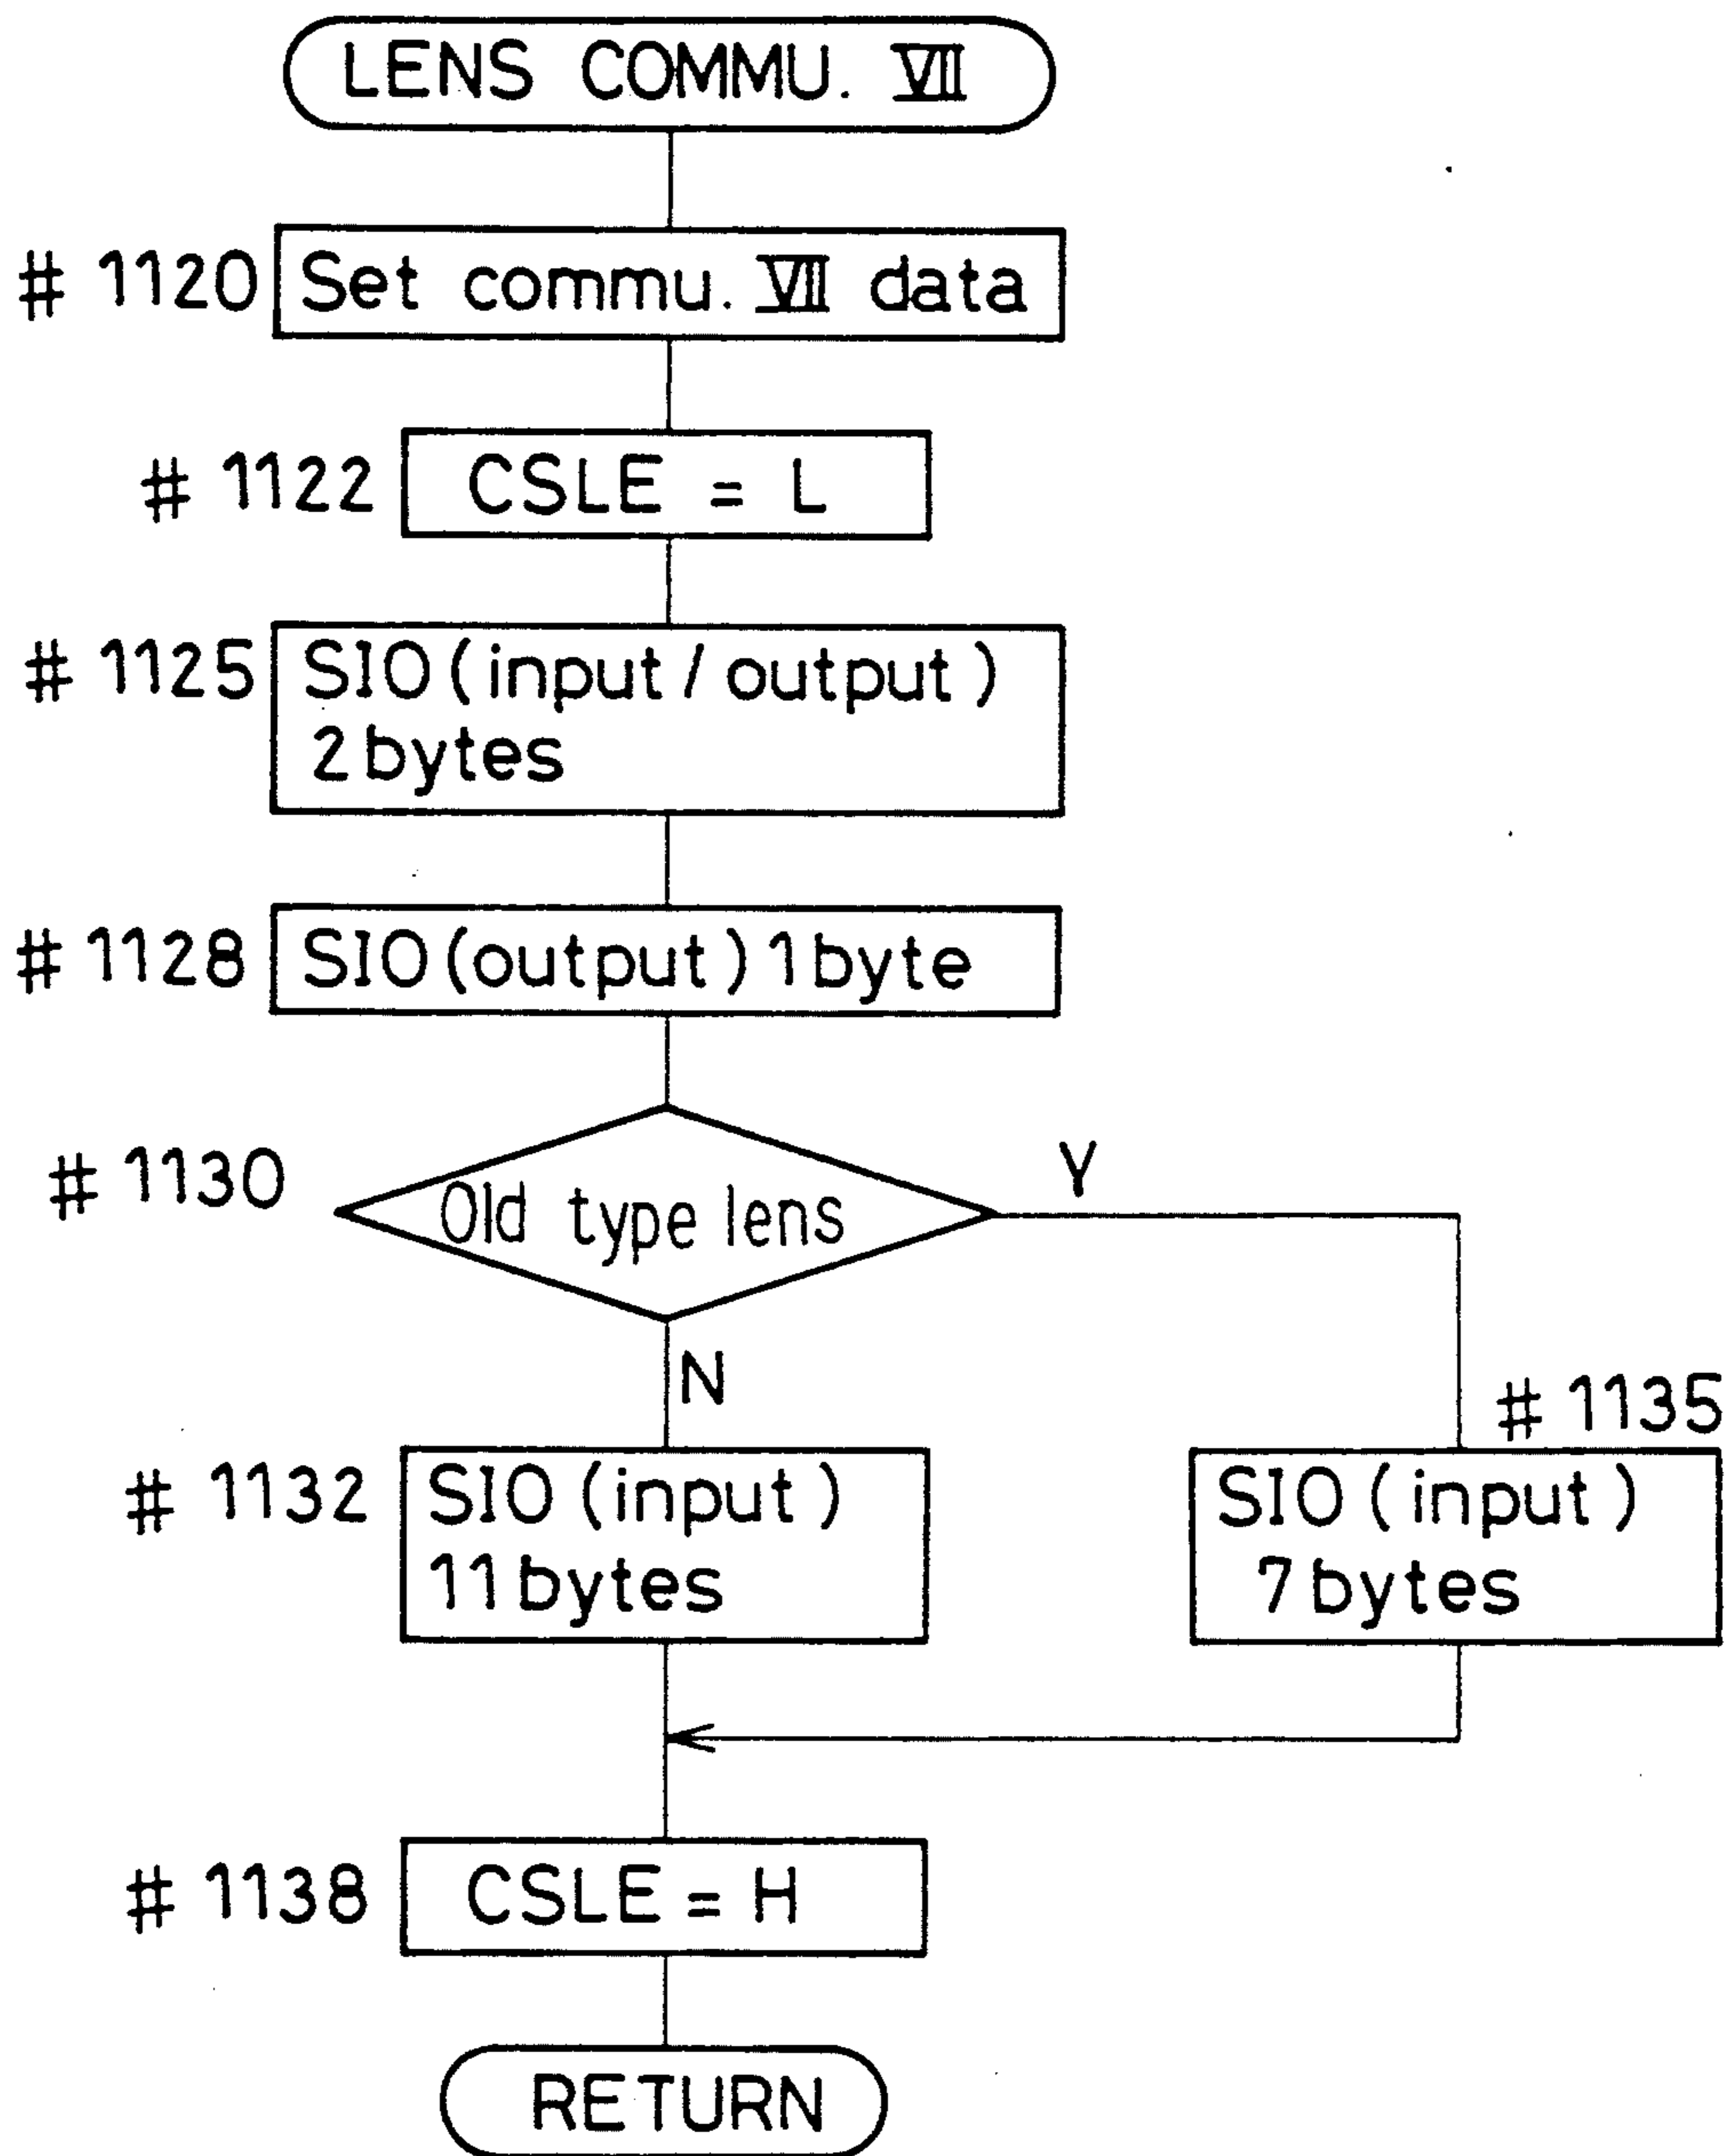 LENS COMMU. VII
# 1120 Set commu. VII data
# 1122 CSLE = L
# 1125 SIO (input / output)
2 bytes
# 1128 SIO (output) 1 byte
# 1130 Old type lens Y
N
# 1135
# 1132 SIO (input) SIO (input)
11 bytes 7 bytes
# 1138 CSLE = H
RETURN